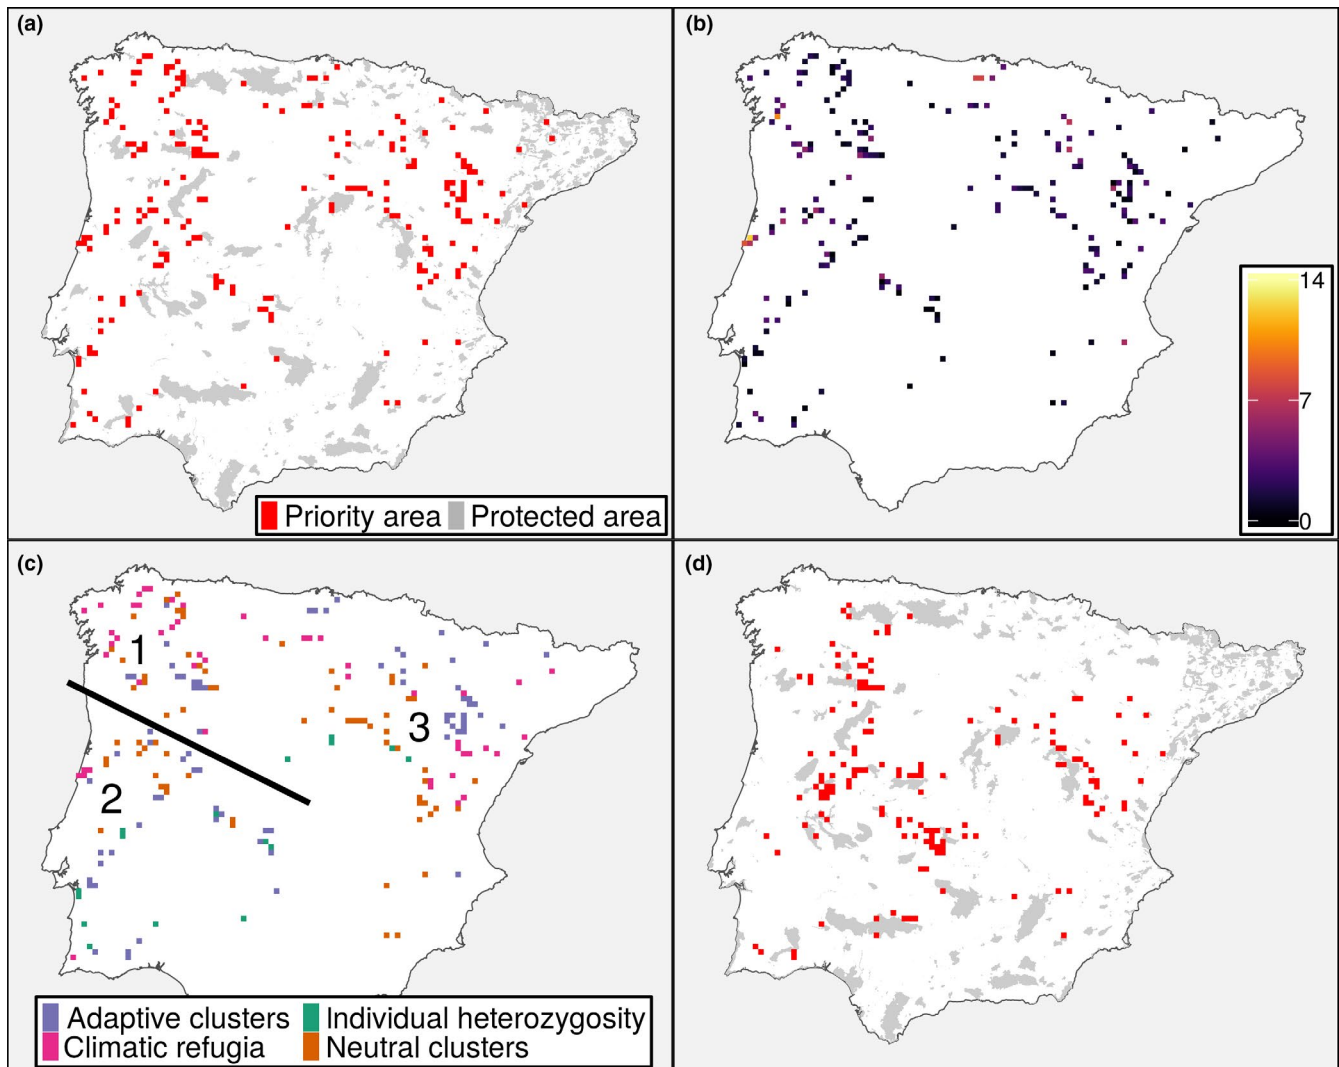 (a)
Priority area Protected area
(b)
14
7
0
(c)
1
2
3
Adaptive clusters Individual heterozygosity
Climatic refugia Neutral clusters
(d)